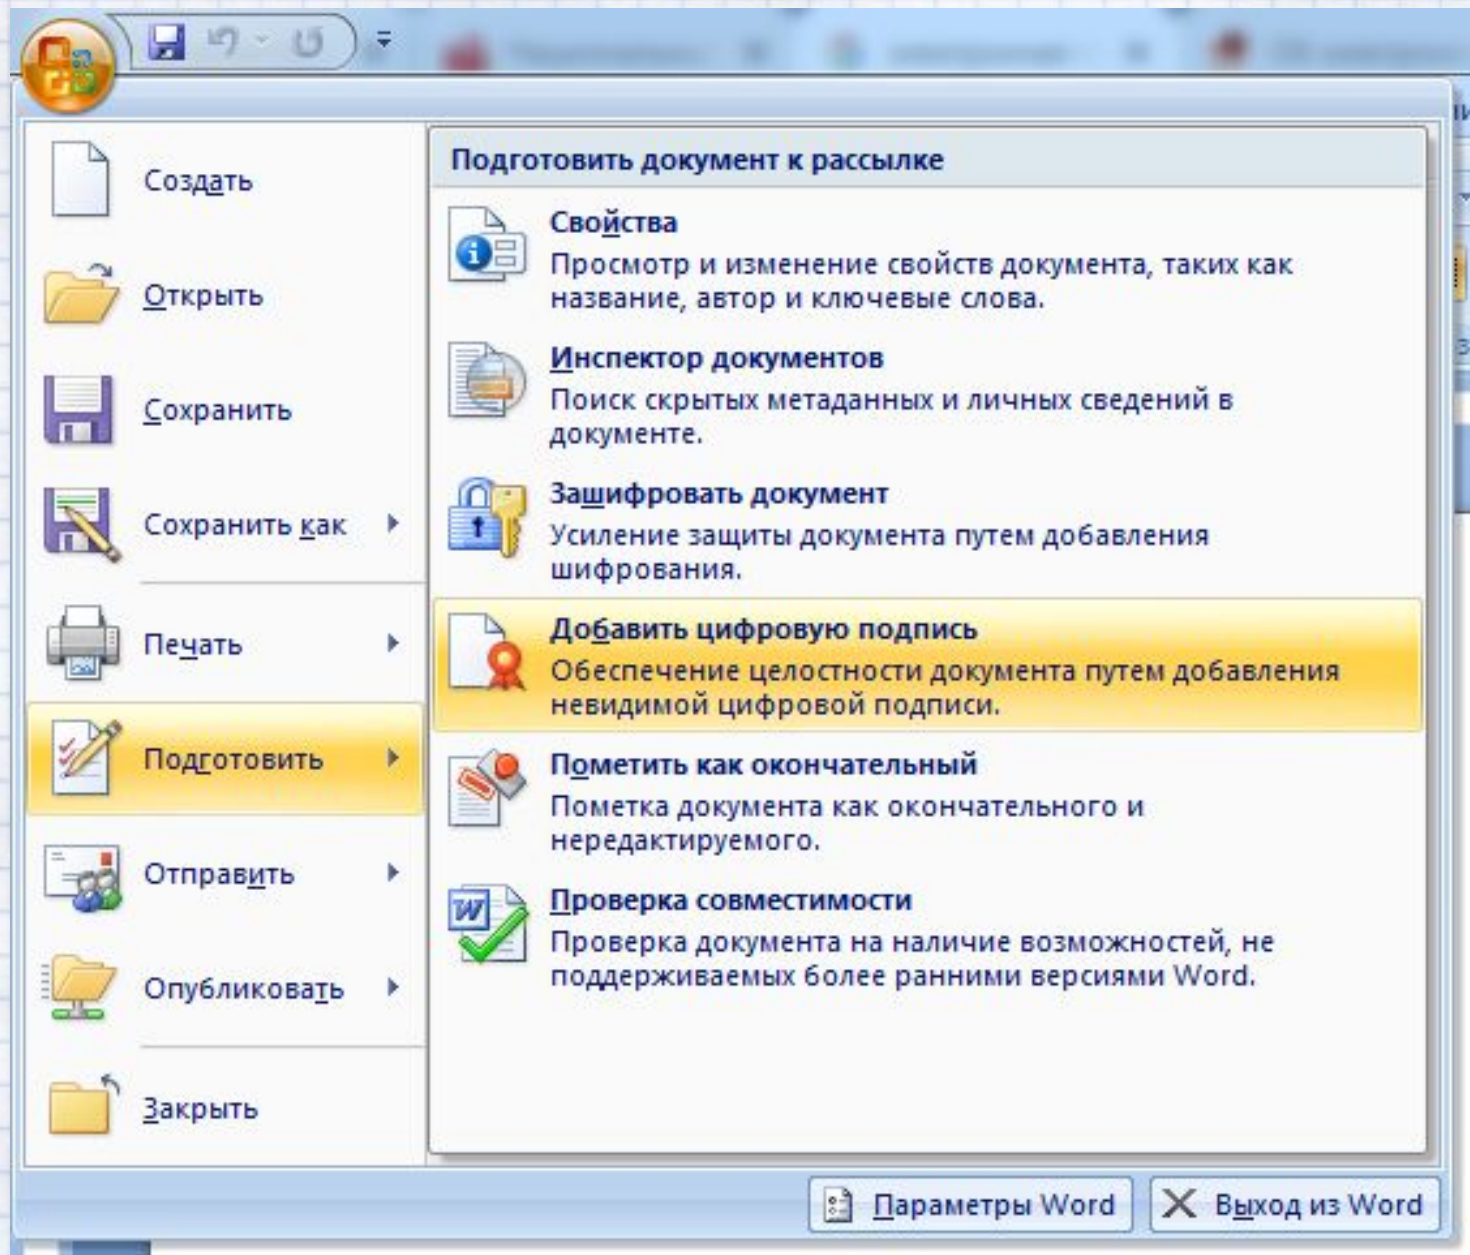 Создать
Открыть
Сохранить
Сохранить как
Печать
Подготовить
Отправить
Опубликовать
Закрыть
Подготовить документ к рассылке
Свойства
Просмотр и изменение свойств документа, таких как
название, автор и ключевые слова.
Инспектор документов
Поиск скрытых метаданных и личных сведений в
документе.
Зашифровать документ
Усиление защиты документа путем добавления
шифрования.
Добавить цифровую подпись
Обеспечение целостности документа путем добавления
невидимой цифровой подписи.
Пометить как окончательный
Пометка документа как окончательного и
нередактируемого.
Проверка совместимости
Проверка документа на наличие возможностей, не
поддерживаемых более ранними версиями Word.
Параметры Word
Выход из Word